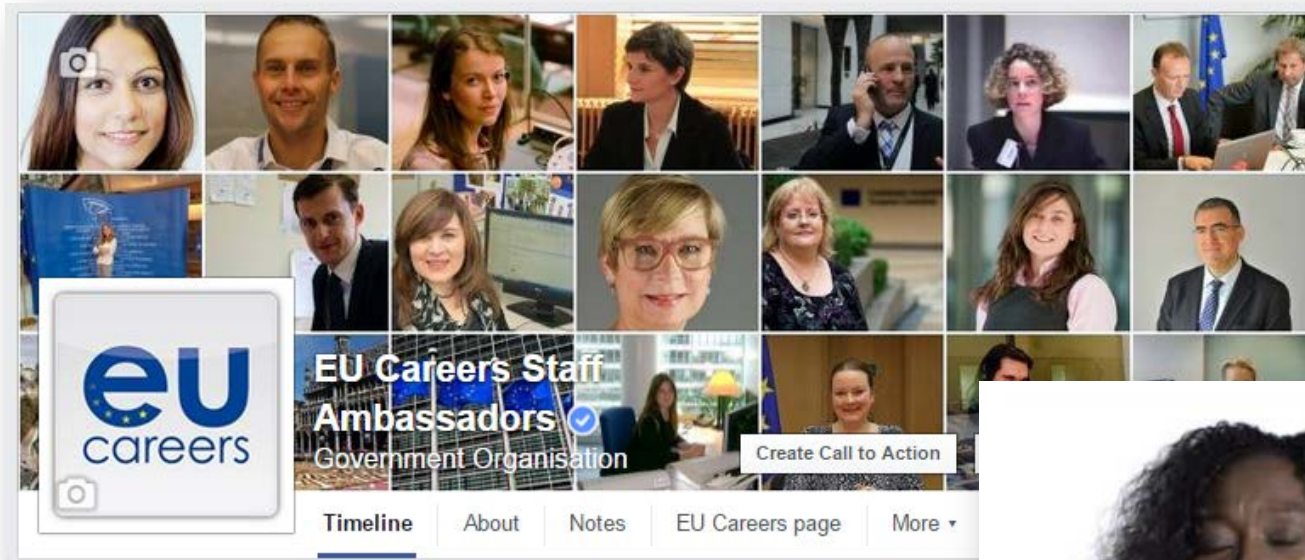 eu
careers
EU Careers Staff
Ambassadors
Government Organisation
Create Call to Action
Timeline
About
Notes
EU Careers page
More